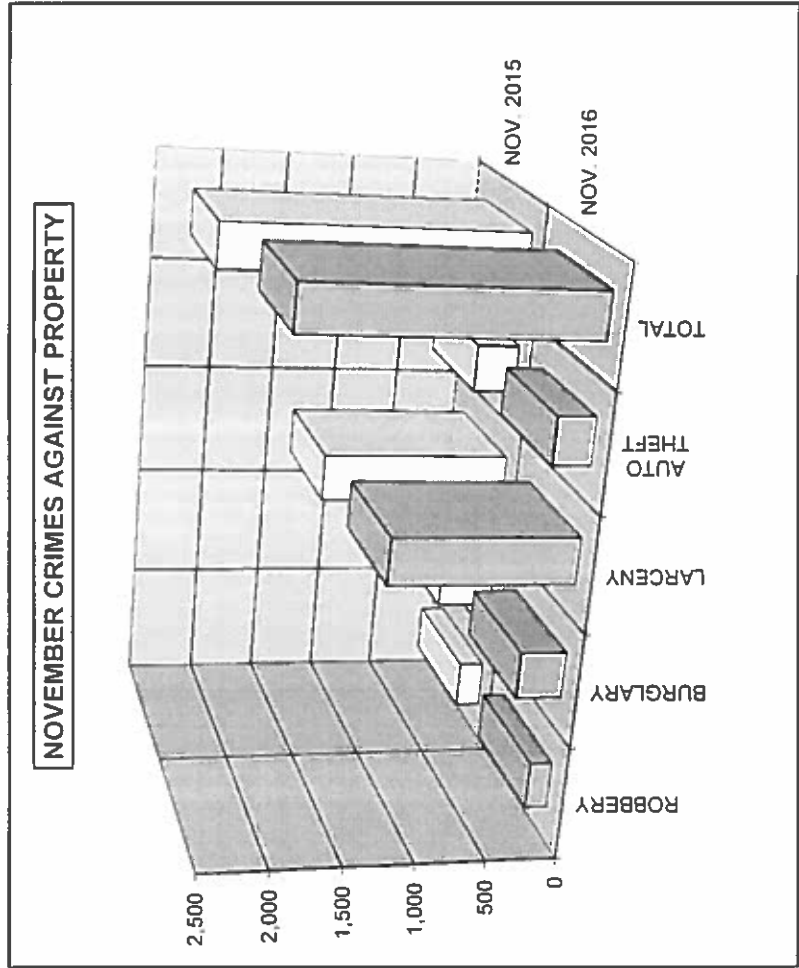 NOVEMBER CRIMES AGAINST PROPERTY
2,500
2,000
1,500
1,000
500
0
ROBBERY
BURGLARY
LARCENY
AUTO
THEFT
TOTAL
NOV. 2016
NOV. 2015